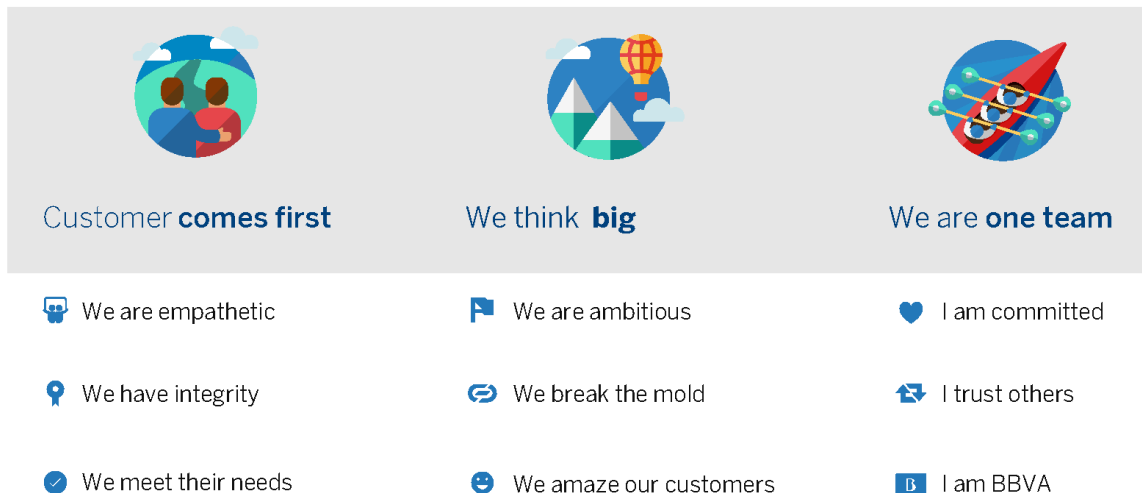 Customer comes first
We think big
We are one team
We are empathetic
We are ambitious
I am committed
We have integrity
We break the mold
I trust others
We meet their needs
We amaze our customers
B
I am BBVA